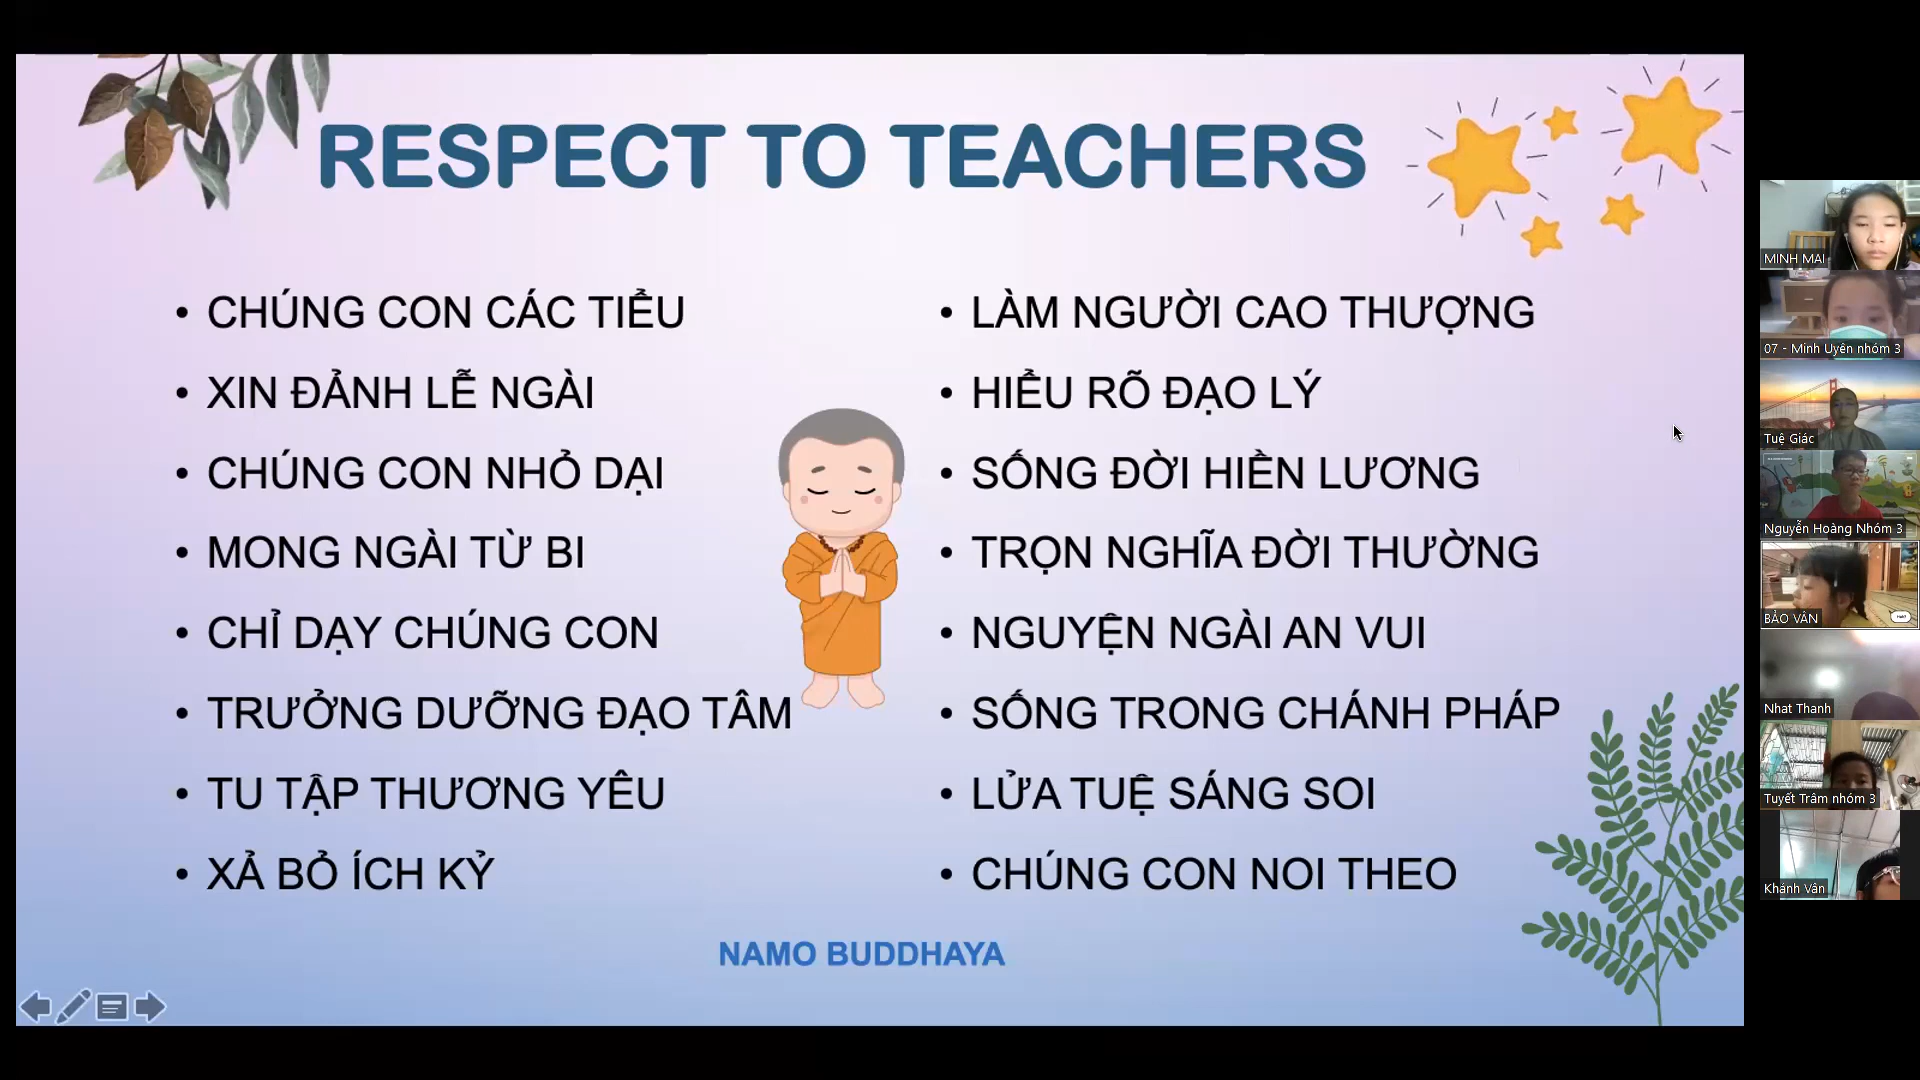 RESPECT TO TEACHERS
• CHÚNG CON CÁC TIỂU
• XIN ĐẢNH LỄ NGÀI
• CHÚNG CON NHỎ DẠI
• MONG NGÀI TỪ BI
• CHỈ DẠY CHÚNG CON
• TRƯỞNG DƯỠNG ĐẠO TÂM
• TU TẬP THƯƠNG YÊU
• XẢ BỎ ÍCH KỶ
• LÀM NGƯỜI CAO THƯỢNG
• HIỂU RÕ ĐẠO LÝ
• SỐNG ĐỜI HIỀN LƯƠNG
• TRỌN NGHĨA ĐỜI THƯỜNG
• NGUYỆN NGÀI AN VUI
• SỐNG TRONG CHÁNH PHÁP
• LỬA TUỆ SÁNG SOI
• CHÚNG CON NOI THEO
NAMO BUDDHAYA
MINH MAI
07 - Minh Uyên nhóm 3
Tuệ Giác
Nguyễn Hoàng Nhóm 3
BẢO VÂN
Nhat Thanh
Tuyết Trâm nhóm 3
Khánh Vân